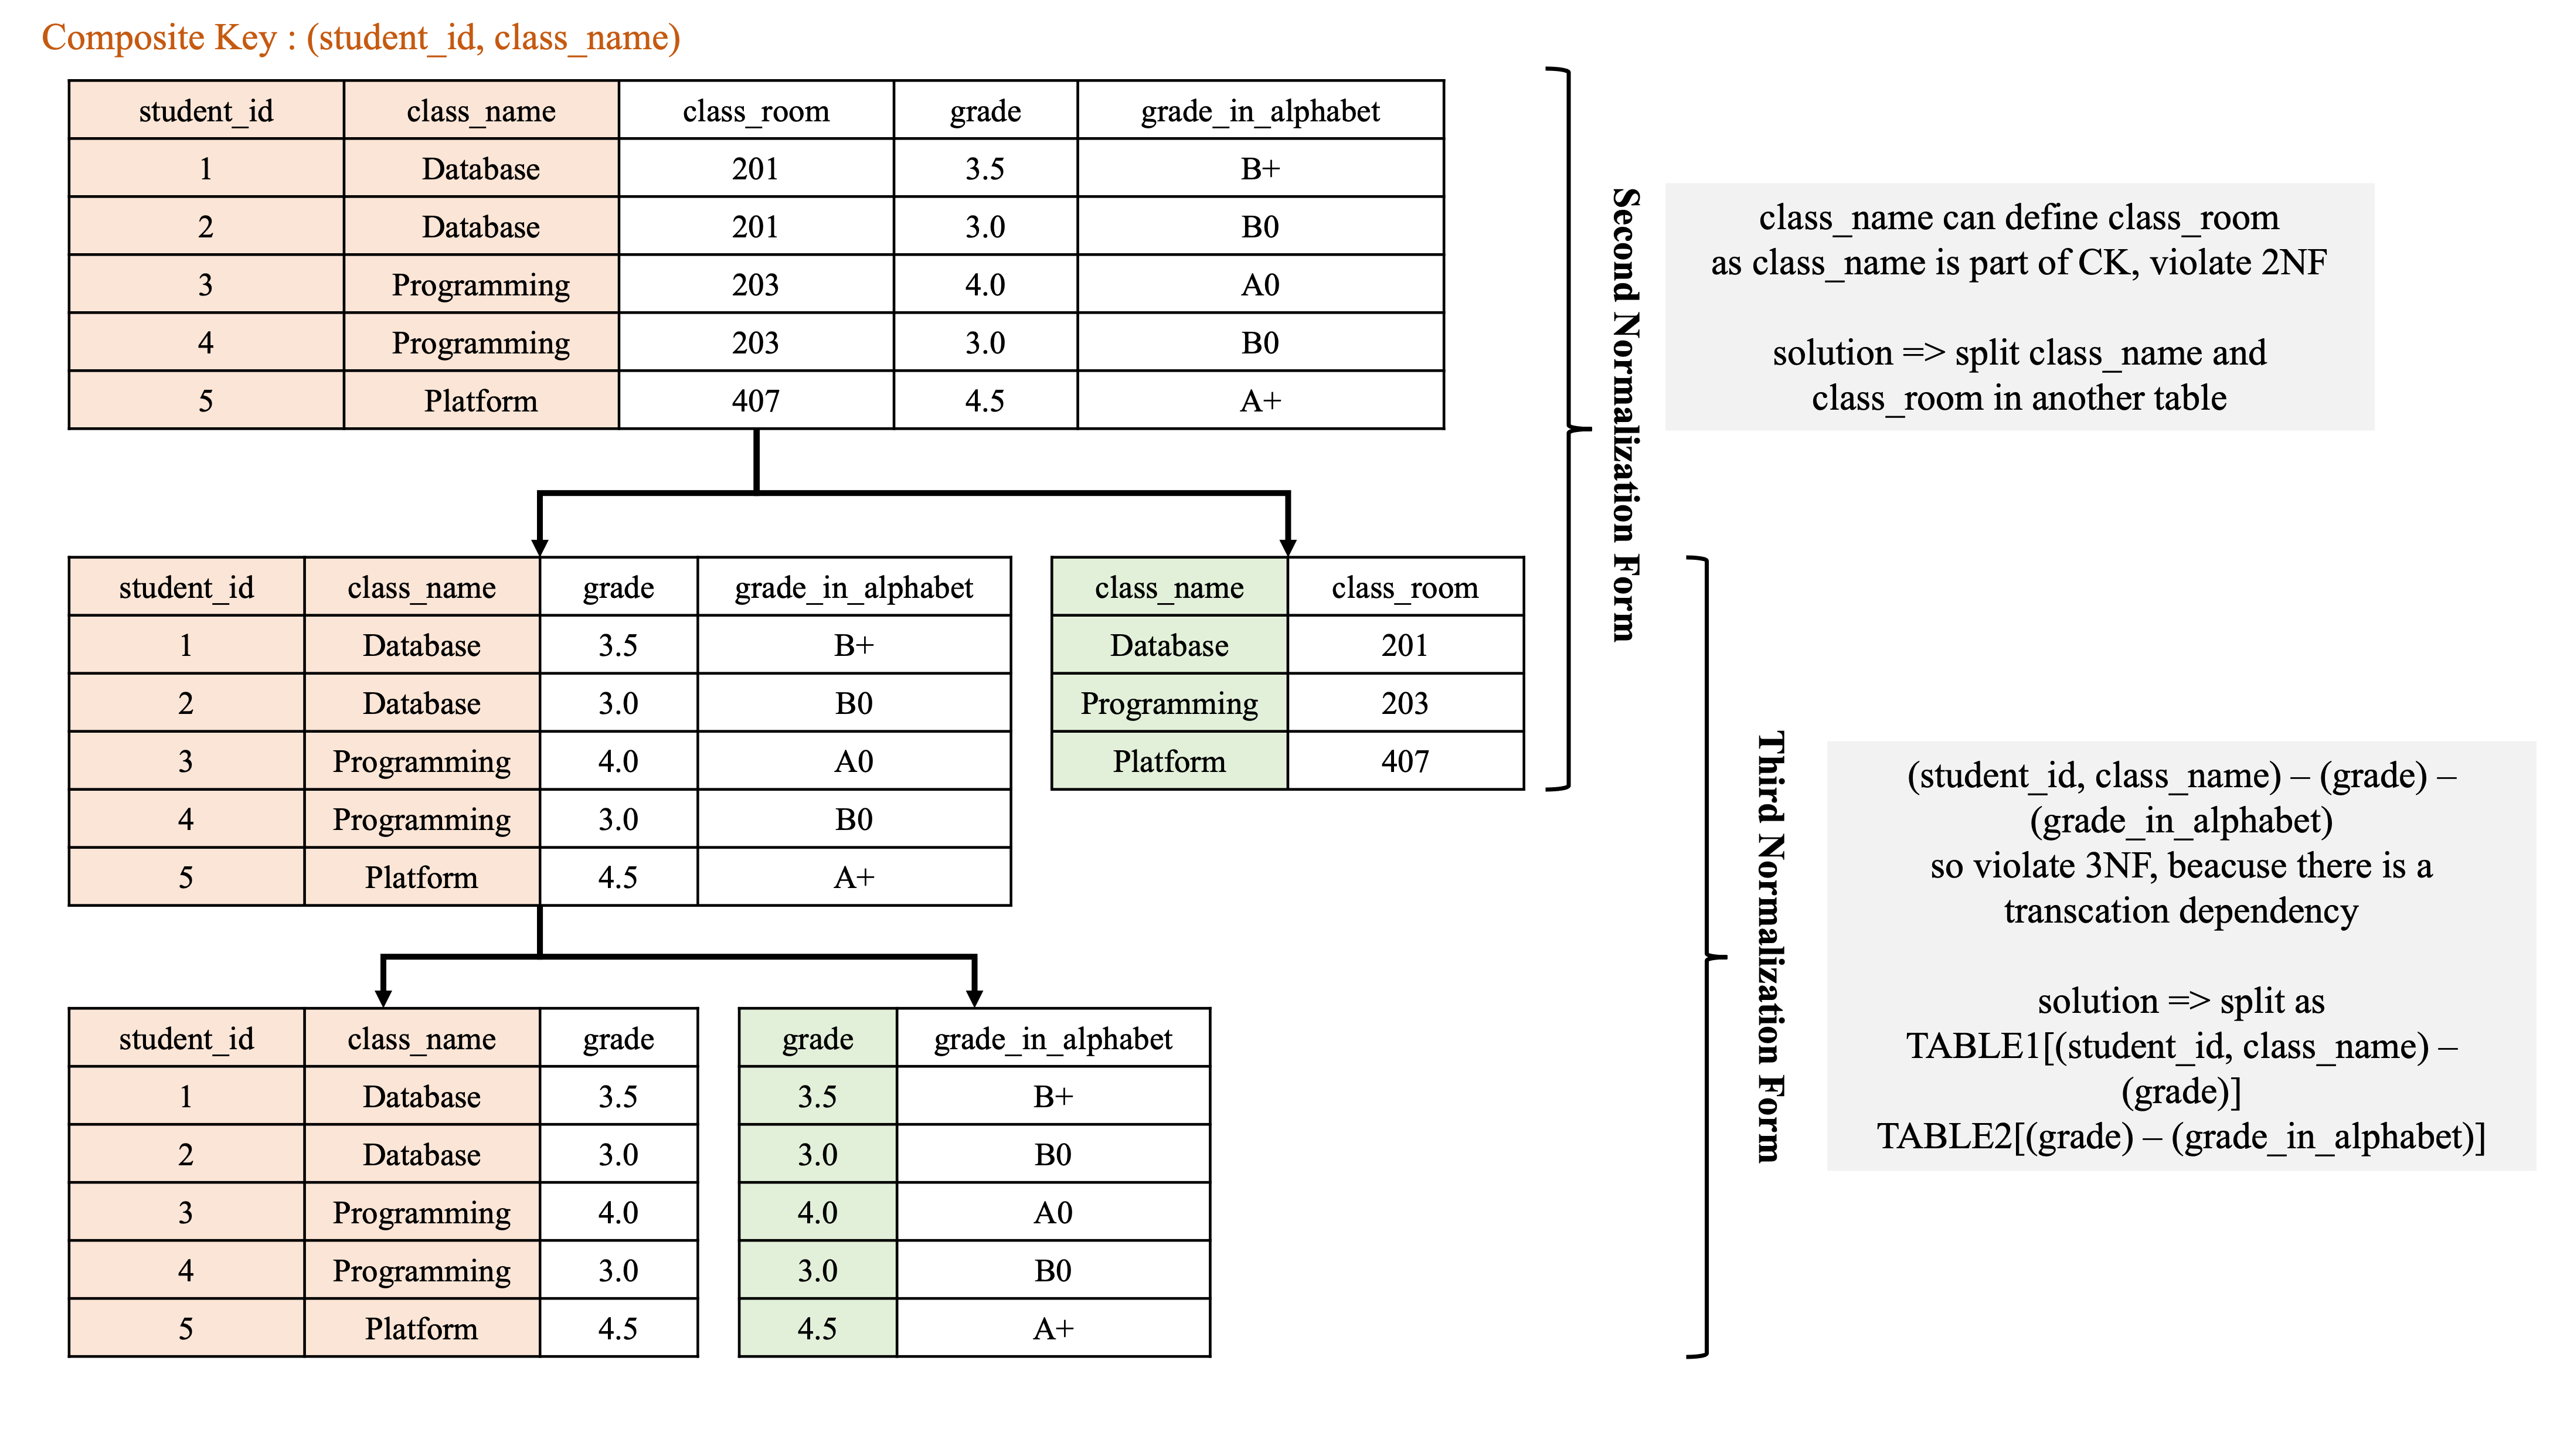 Composite Key : (student_id, class_name)
student_id class_name class_room grade grade_in_alphabet
1 Database 201 3.5 B+
2 Database 201 3.0 B0
3 Programming 203 4.0 A0
4 Programming 203 3.0 B0
5 Platform 407 4.5 A+
Second Normalization Form
class_name can define class_room
as class_name is part of CK, violate 2NF
solution => split class_name and
class_room in another table
student_id class_name grade grade_in_alphabet
1 Database 3.5 B+
2 Database 3.0 B0
3 Programming 4.0 A0
4 Programming 3.0 B0
5 Platform 4.5 A+
class_name class_room
Database 201
Programming 203
Platform 407
Third Normalization Form
(student_id, class_name) – (grade) –
(grade_in_alphabet)
so violate 3NF, beacuse there is a
transcation dependency
solution => split as
TABLE1[(student_id, class_name) –
(grade)]
TABLE2[(grade) – (grade_in_alphabet)]
student_id class_name grade
1 Database 3.5
2 Database 3.0
3 Programming 4.0
4 Programming 3.0
5 Platform 4.5
grade grade_in_alphabet
3.5 B+
3.0 B0
4.0 A0
3.0 B0
4.5 A+